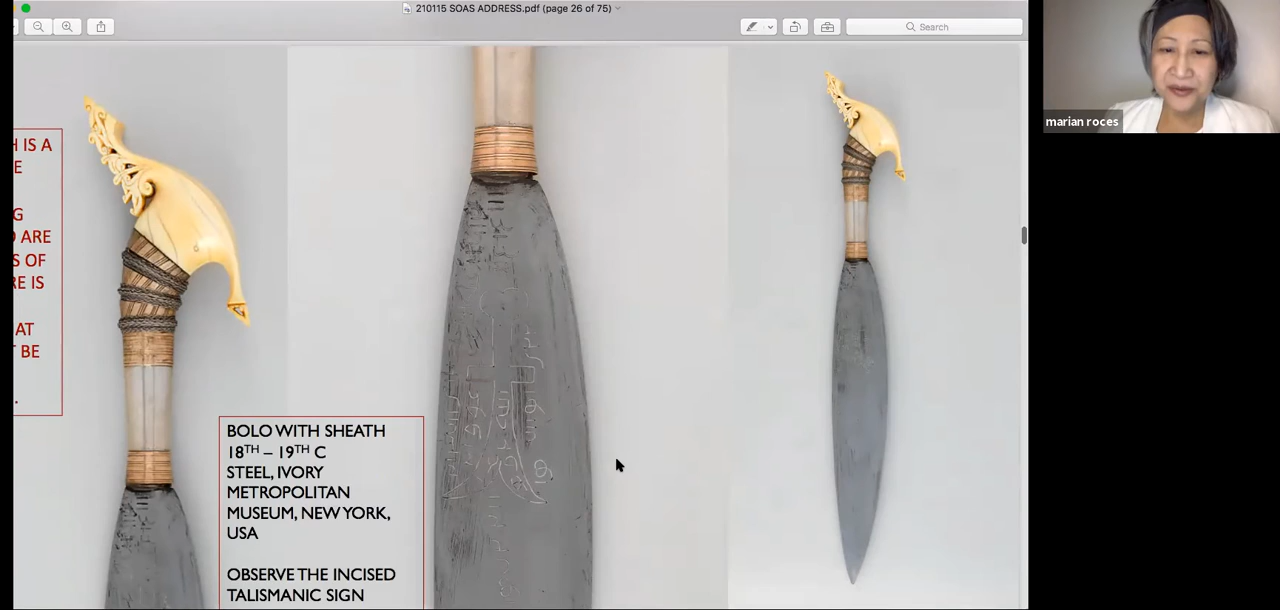 210115 SOAS ADDRESS.pdf (page 26 of 75)
Search
marian roces
H IS A
E
G
ARE
S OF
RE IS
AT
BE
.
BOLO WITH SHEATH
18TH – 19TH C
STEEL, IVORY
METROPOLITAN
MUSEUM, NEW YORK,
USA
OBSERVE THE INCISED
TALISMANIC SIGN